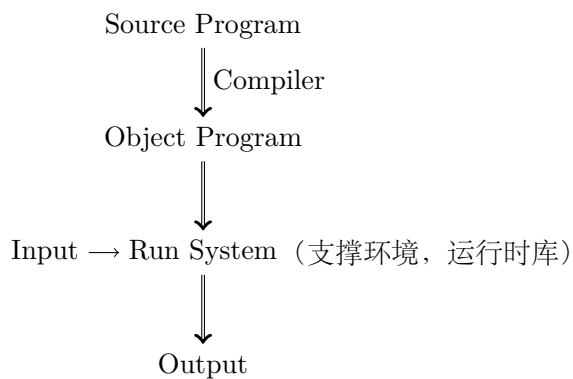 Source Program
Compiler
Object Program
Input → Run System（支撑环境，运行时库）
Output